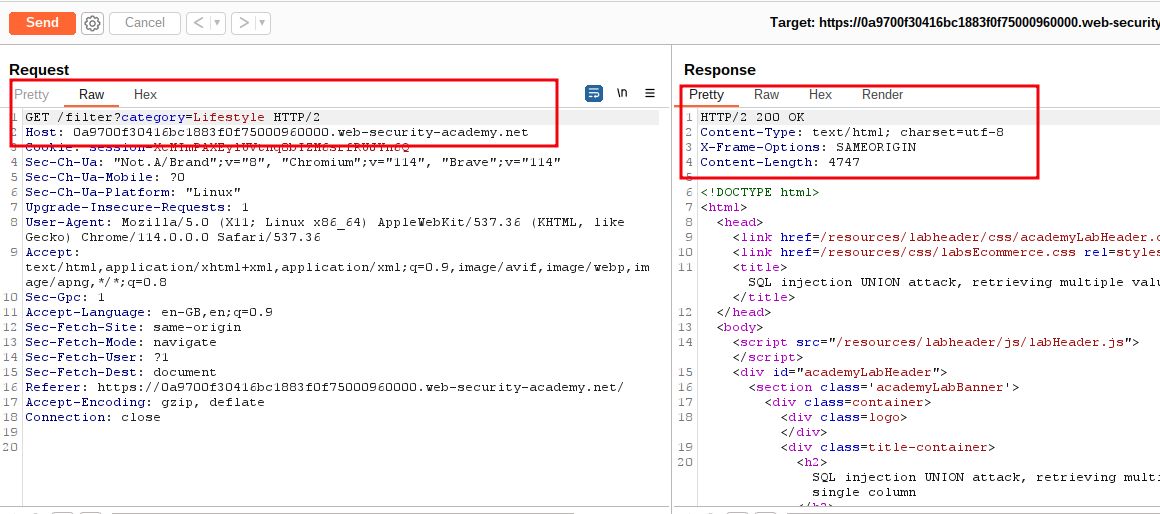 Send
Cancel
Target: https://0a9700f30416bc1883f0f75000960000.web-security
Request
Pretty
Raw
Hex
\n
1 GET /filter?category=Lifestyle HTTP/2
2 Host: 0a9700f30416bc1883f0f75000960000.web-security-academy.net
3 Cookie:
4 Sec-Ch-Ua: "Not.A/Brand";v="8", "Chromium";v="114", "Brave";v="114"
5 Sec-Ch-Ua-Mobile: ?0
6 Sec-Ch-Ua-Platform: "Linux"
7 Upgrade-Insecure-Requests: 1
8 User-Agent: Mozilla/5.0 (X11; Linux x86_64) AppleWebKit/537.36 (KHTML, like
Gecko) Chrome/114.0.0.0 Safari/537.36
9 Accept:
text/html,application/xhtml+xml,application/xml;q=0.9,image/avif,image/webp,im
age/apng,*/*;q=0.8
10 Sec-Gpc: 1
11 Accept-Language: en-GB,en;q=0.9
12 Sec-Fetch-Site: same-origin
13 Sec-Fetch-Mode: navigate
14 Sec-Fetch-User: ?1
15 Sec-Fetch-Dest: document
16 Referer: https://0a9700f30416bc1883f0f75000960000.web-security-academy.net/
17 Accept-Encoding: gzip, deflate
18 Connection: close
19
20
Response
Pretty
Raw
Hex
Render
1 HTTP/2 200 OK
2 Content-Type: text/html; charset=utf-8
3 X-Frame-Options: SAMEORIGIN
4 Content-Length: 4747
5
6 <!DOCTYPE html>
7 <html>
8 <head>
9 <link href=/resources/labheader/css/academyLabHeader.c
10 <link href=/resources/css/labsEcommerce.css rel=styles
11 <title>
SQL injection UNION attack, retrieving multiple valu
</title>
12 </head>
13 <body>
14 <script src="/resources/labheader/js/labHeader.js">
</script>
15 <div id="academyLabHeader">
16 <section class='academyLabBanner'>
17 <div class=container>
18 <div class=logo>
</div>
19 <div class=title-container>
20 <h2>
SQL injection UNION attack, retrieving multi
single column